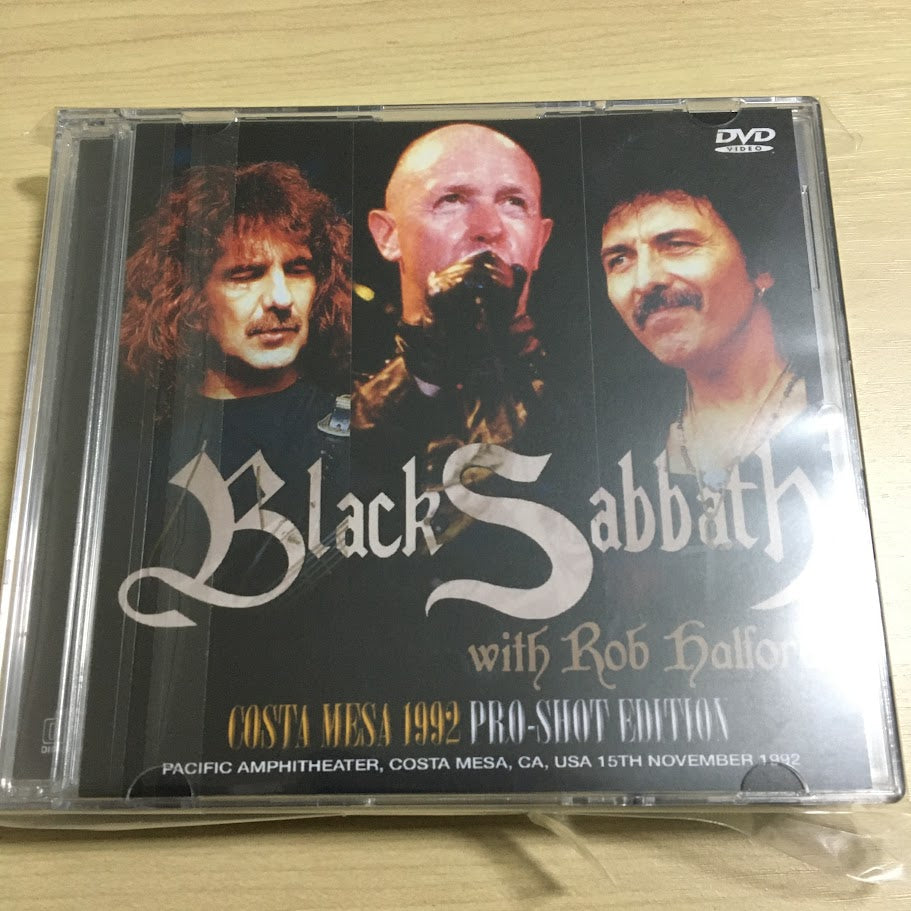 DVD
VIDEO
Black Sabbath
with Rob Halfor
COSTA MESA 1992 PRO-SHOT EDITION
PACIFIC AMPHITHEATER, COSTA MESA, CA, USA 15TH NOVEMBER 1992